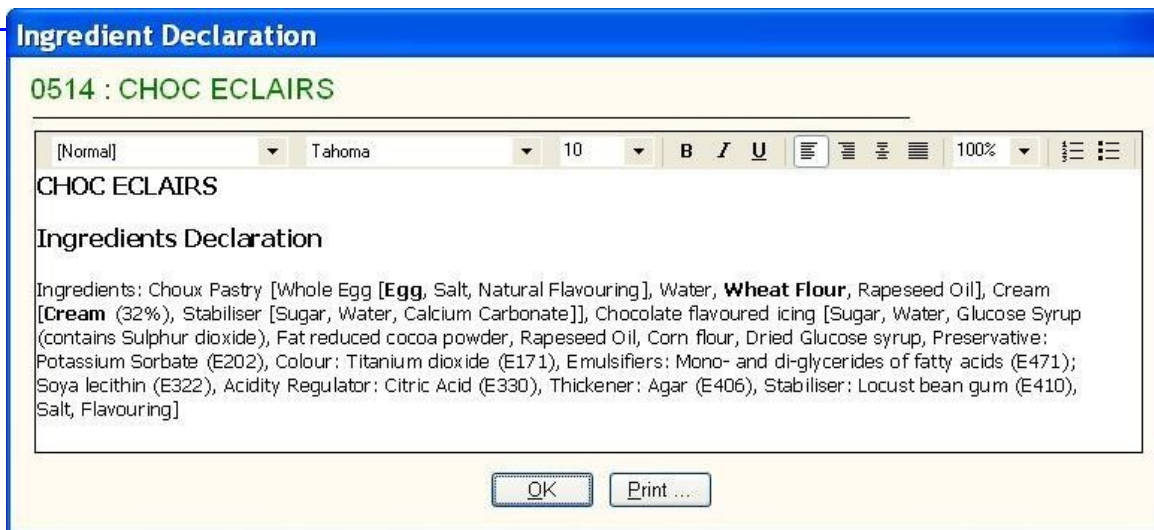 Ingredient Declaration
0514 : CHOC ECLAIRS
[Normal] Tahoma 10 B I U 100%
CHOC ECLAIRS
Ingredients Declaration
Ingredients: Choux Pastry [Whole Egg [Egg, Salt, Natural Flavouring], Water, Wheat Flour, Rapeseed Oil], Cream
[Cream (32%), Stabiliser [Sugar, Water, Calcium Carbonate]], Chocolate flavoured icing [Sugar, Water, Glucose Syrup
(contains Sulphur dioxide), Fat reduced cocoa powder, Rapeseed Oil, Corn flour, Dried Glucose syrup, Preservative:
Potassium Sorbate (E202), Colour: Titanium dioxide (E171), Emulsifiers: Mono- and di-glycerides of fatty acids (E471);
Soya lecithin (E322), Acidity Regulator: Citric Acid (E330), Thickener: Agar (E406), Stabiliser: Locust bean gum (E410),
Salt, Flavouring]
OK Print ...